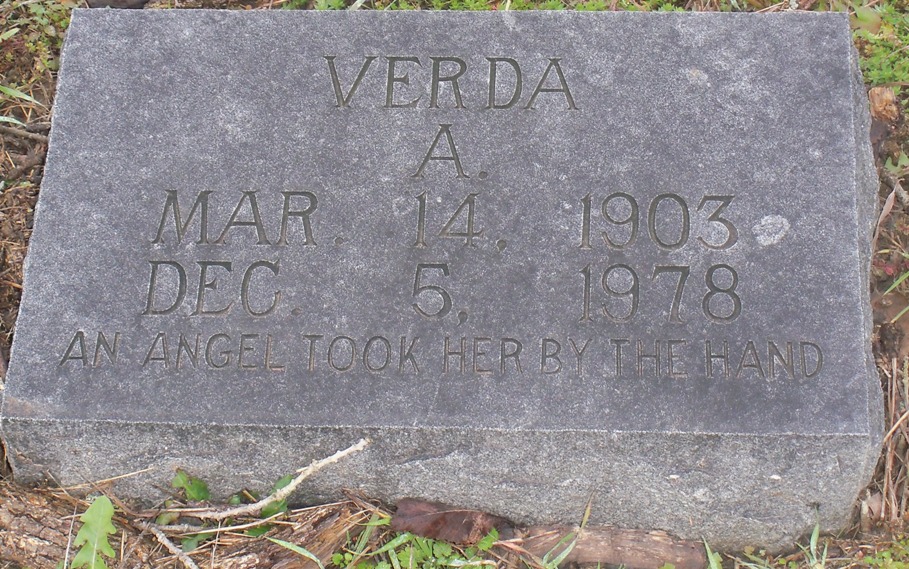 VERDA
A.
MAR. 14, 1903
DEC. 5, 1978
AN ANGEL TOOK HER BY THE HAND